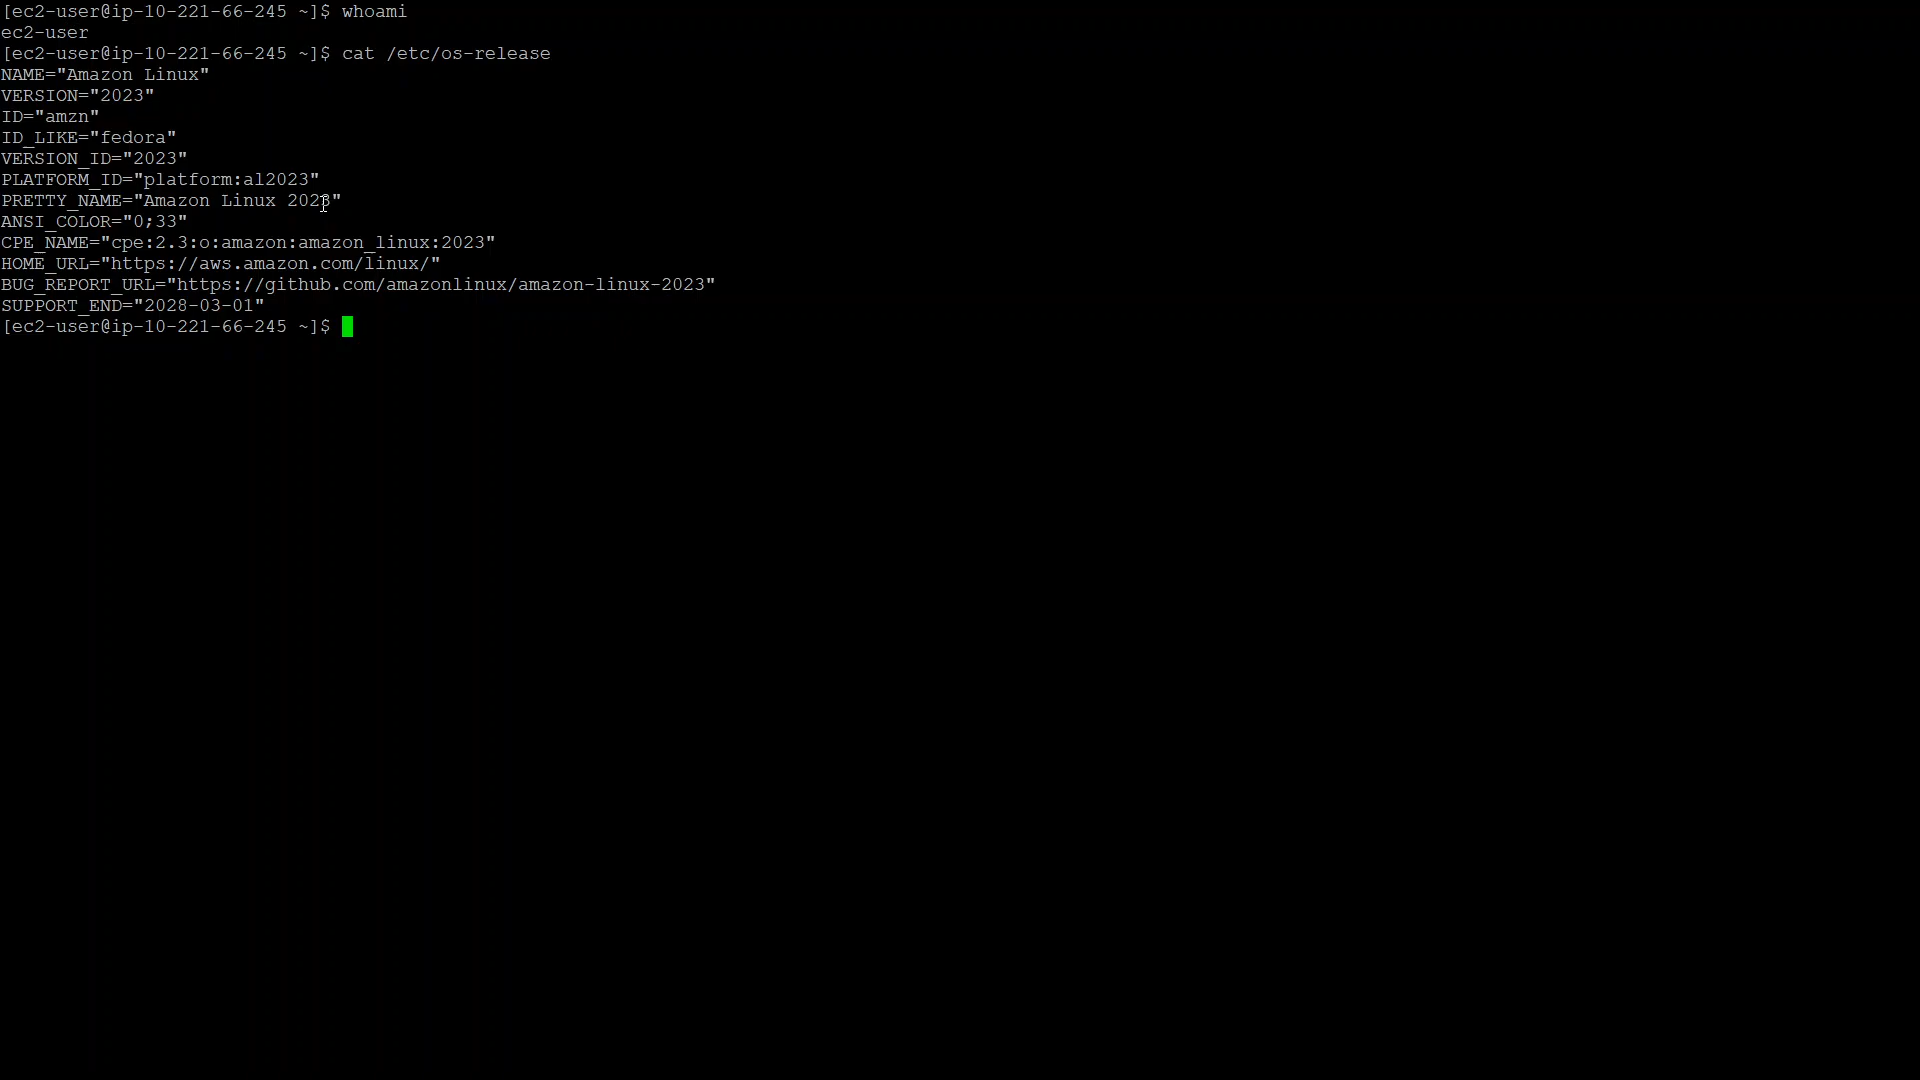 [ec2-user@ip-10-221-66-245 ~]$ whoami
ec2-user
[ec2-user@ip-10-221-66-245 ~]$ cat /etc/os-release
NAME="Amazon Linux"
VERSION="2023"
ID="amzn"
ID_LIKE="fedora"
VERSION_ID="2023"
PLATFORM_ID="platform:al2023"
PRETTY_NAME="Amazon Linux 2023"
ANSI_COLOR="0;33"
CPE_NAME="cpe:2.3:o:amazon:amazon_linux:2023"
HOME_URL="https://aws.amazon.com/linux/"
BUG_REPORT_URL="https://github.com/amazonlinux/amazon-linux-2023"
SUPPORT_END="2028-03-01"
[ec2-user@ip-10-221-66-245 ~]$